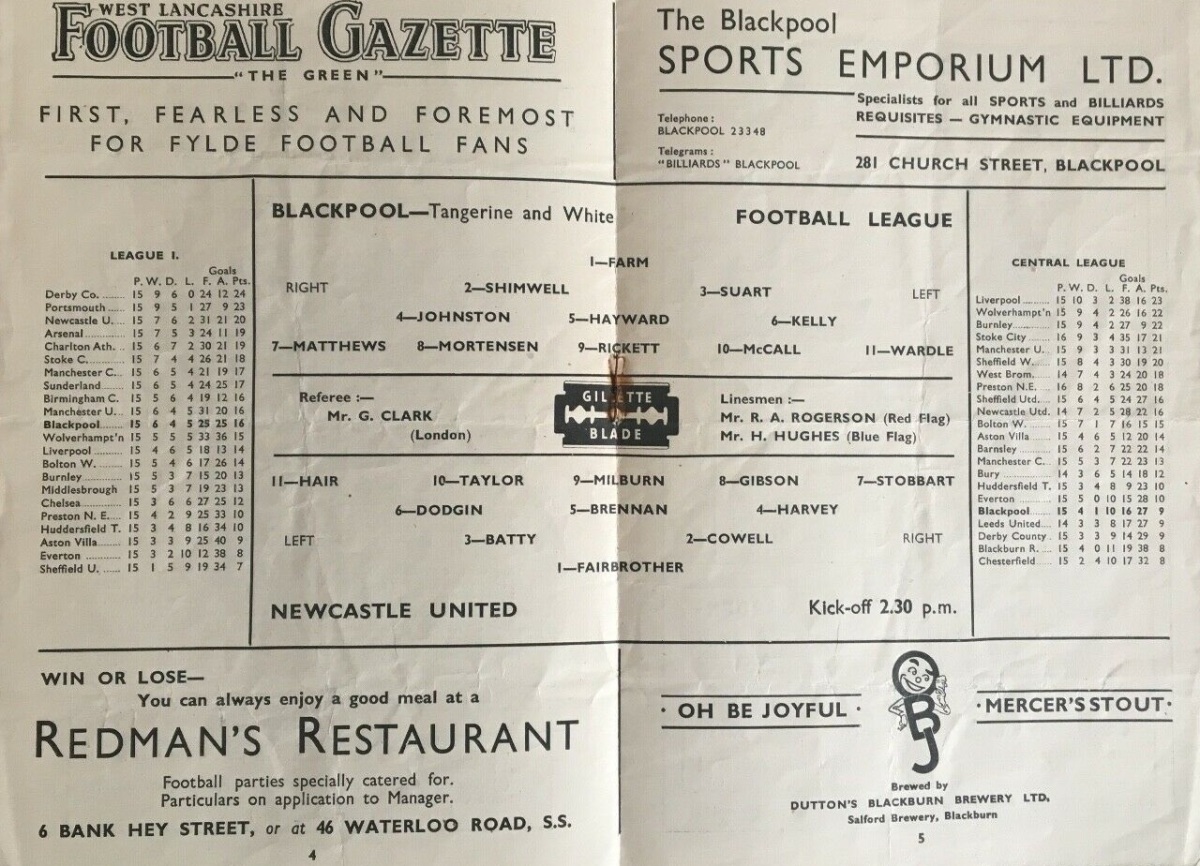 WEST LANCASHIRE
FOOTBALL GAZETTE
"THE GREEN"
FIRST, FEARLESS AND FOREMOST
FOR FYLDE FOOTBALL FANS
The Blackpool
SPORTS EMPORIUM LTD.
Specialists for all SPORTS and BILLIARDS
REQUISITES — GYMNASTIC EQUIPMENT
Telephone :
BLACKPOOL 23348
Telegrams :
"BILLIARDS" BLACKPOOL
281 CHURCH STREET, BLACKPOOL
LEAGUE I.
Goals
P. W. D. L. F. A. Pts.
Derby Co. ...... 15 9 6 0 24 12 24
Portsmouth ..... 15 9 5 1 27 9 23
Newcastle U. ... 15 7 6 2 31 21 20
Arsenal ........ 15 7 5 3 24 11 19
Charlton Ath. .. 15 6 7 2 30 21 19
Stoke C. ....... 15 7 4 4 26 21 18
Manchester C. .. 15 6 5 4 21 19 17
Sunderland ..... 15 6 5 4 24 25 17
Birmingham C. 15 5 6 4 19 12 16
Manchester U. .. 15 6 4 5 31 20 16
Blackpool ...... 15 6 4 5 25 25 16
Wolverhampt'n 15 5 5 5 33 36 15
Liverpool ...... 15 4 6 5 18 13 14
Bolton W. ...... 15 5 4 6 17 26 14
Burnley ........ 15 5 3 7 15 20 13
Middlesbrough 15 5 3 7 19 23 13
Chelsea ........ 15 3 6 6 27 25 12
Preston N. E. .. 15 4 2 9 25 33 10
Huddersfield T. 15 3 4 8 16 34 10
Aston Villa .... 15 3 3 9 25 40 9
Everton ........ 15 3 2 10 12 38 8
Sheffield U. ... 15 1 5 9 19 34 7
BLACKPOOL—Tangerine and White
FOOTBALL LEAGUE
1—FARM
RIGHT 2—SHIMWELL 3—SUART LEFT
4—JOHNSTON 5—HAYWARD 6—KELLY
7—MATTHEWS 8—MORTENSEN 9—RICKETT 10—McCALL 11—WARDLE
Referee :—
Mr. G. CLARK
(London)
GILLETTE
BLADE
Linesmen :—
Mr. R. A. ROGERSON (Red Flag)
Mr. H. HUGHES (Blue Flag)
11—HAIR 10—TAYLOR 9—MILBURN 8—GIBSON 7—STOBBART
6—DODGIN 5—BRENNAN 4—HARVEY
LEFT 3—BATTY 2—COWELL RIGHT
1—FAIRBROTHER
NEWCASTLE UNITED
Kick-off 2.30 p.m.
CENTRAL LEAGUE
Goals
P. W. D. L. F. A. Pts.
Liverpool ...... 15 10 3 2 38 16 23
Wolverhampt'n 15 9 4 2 26 16 22
Burnley ........ 15 9 4 2 27 9 22
Stoke City ..... 16 9 3 4 35 17 21
Manchester U. .. 15 9 3 3 31 13 21
Sheffield W. ... 15 8 4 3 30 19 20
West Brom. ..... 14 7 4 3 24 20 18
Preston N.E. ... 16 8 2 6 25 20 18
Sheffield Utd. . 15 6 4 5 24 27 16
Newcastle Utd. 14 7 2 5 28 22 16
Bolton W. ...... 15 7 1 7 16 15 15
Aston Villa .... 15 4 6 5 12 20 14
Barnsley ....... 15 6 2 7 22 22 14
Manchester C. .. 15 5 3 7 22 23 13
Bury ........... 14 3 6 5 14 18 12
Huddersfield T. 15 3 4 8 9 23 10
Everton ........ 15 5 0 10 15 28 10
Blackpool ...... 15 4 1 10 16 27 9
Leeds United ... 14 3 3 8 17 27 9
Derby County . 15 3 3 9 14 29 9
Blackburn R. ... 15 4 0 11 19 38 8
Chesterfield ... 15 2 4 10 17 32 8
WIN OR LOSE—
You can always enjoy a good meal at a
REDMAN'S RESTAURANT
Football parties specially catered for.
Particulars on application to Manager.
6 BANK HEY STREET, or at 46 WATERLOO ROAD, S.S.
4
· OH BE JOYFUL ·
OBJ
· MERCER'S STOUT ·
Brewed by
DUTTON'S BLACKBURN BREWERY LTD.
Salford Brewery, Blackburn
5